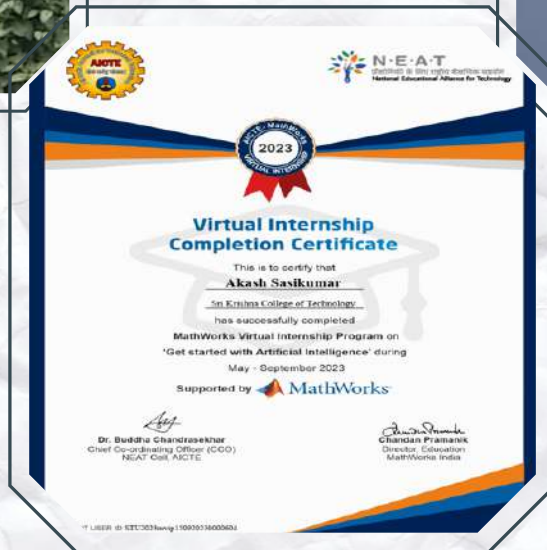 AICTE
N·E·A·T
National Educational Alliance for Technology
AICTE- MathWorks
2023
VIRTUAL INTERNSHIP
Virtual Internship
Completion Certificate
This is to certify that
Akash Sasikumar
Sri Krishna College of Technology
has successfully completed
MathWorks Virtual Internship Program on
'Get started with Artificial Intelligence' during
May - September 2023
Supported by MathWorks
Dr. Buddha Chandrasekhar
Chief Co-ordinating Officer (CCO)
NEAT Cell, AICTE
Chandan Pramanik
Director, Education
MathWorks India
USER ID: